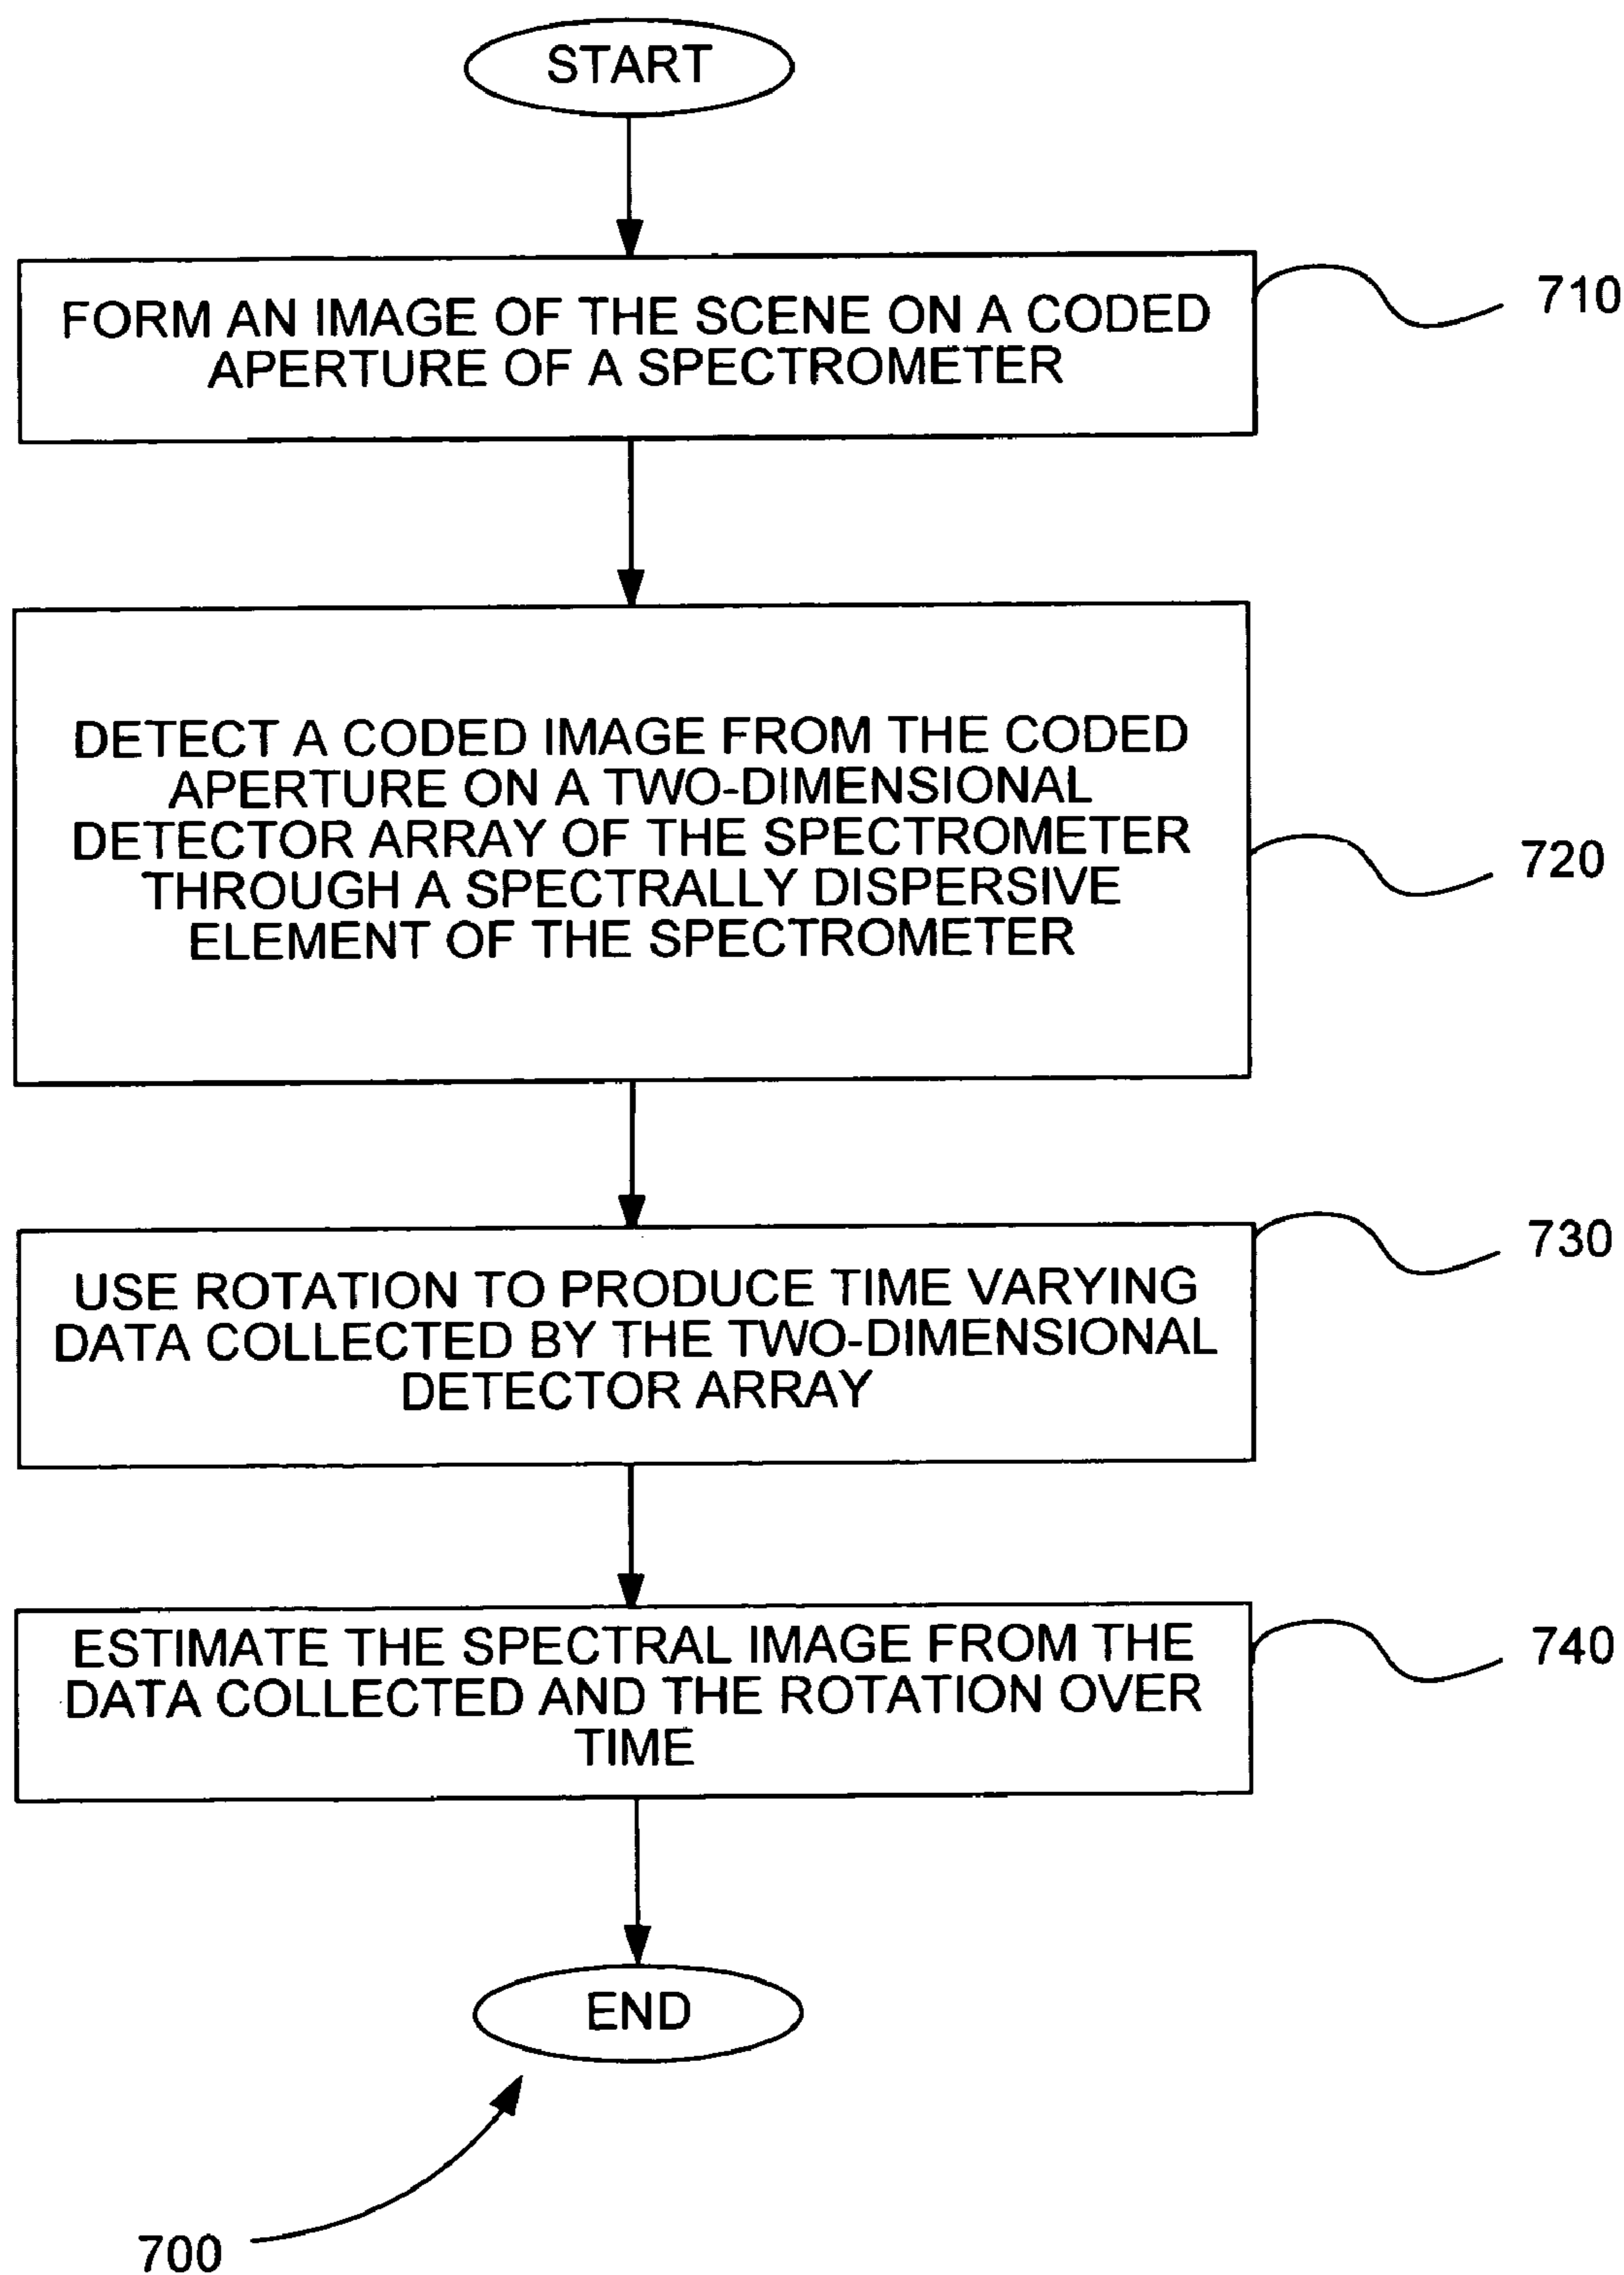 START
FORM AN IMAGE OF THE SCENE ON A CODED
APERTURE OF A SPECTROMETER
710
DETECT A CODED IMAGE FROM THE CODED
APERTURE ON A TWO-DIMENSIONAL
DETECTOR ARRAY OF THE SPECTROMETER
THROUGH A SPECTRALLY DISPERSIVE
ELEMENT OF THE SPECTROMETER
720
USE ROTATION TO PRODUCE TIME VARYING
DATA COLLECTED BY THE TWO-DIMENSIONAL
DETECTOR ARRAY
730
ESTIMATE THE SPECTRAL IMAGE FROM THE
DATA COLLECTED AND THE ROTATION OVER
TIME
740
END
700